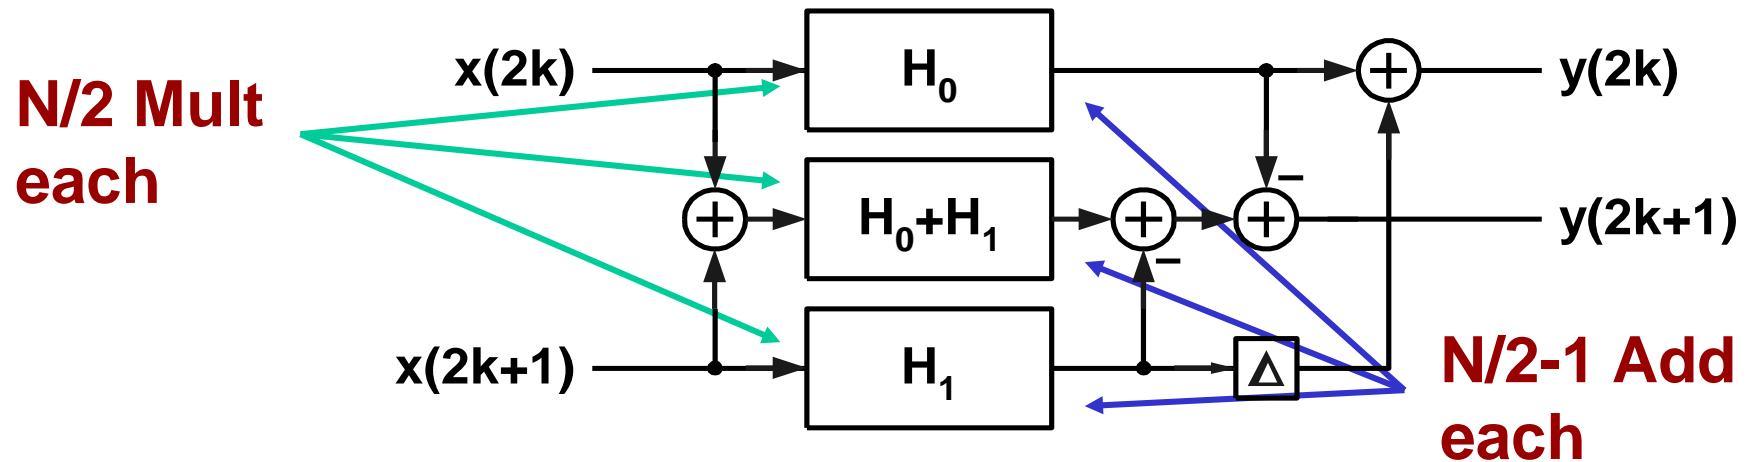 x(2k)
H₀
+
y(2k)
N/2 Mult
each
−
+
H₀+H₁
+
+
y(2k+1)
−
x(2k+1)
H₁
Δ
N/2-1 Add
each